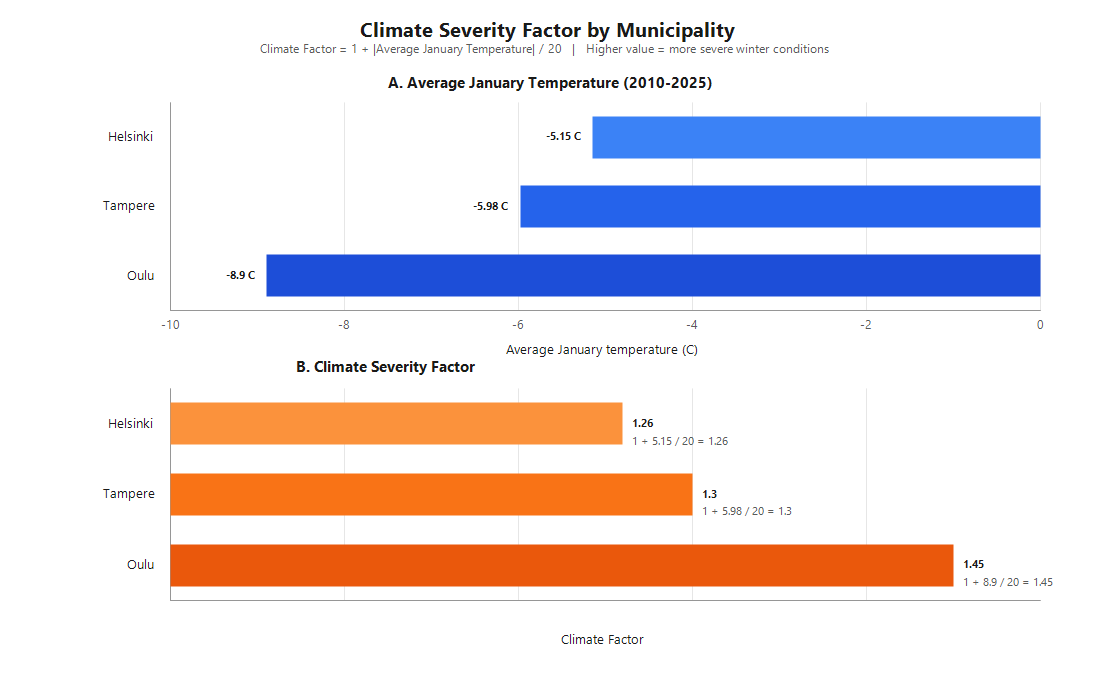 Climate Severity Factor by Municipality
Climate Factor = 1 + |Average January Temperature| / 20 | Higher value = more severe winter conditions
A. Average January Temperature (2010-2025)
Helsinki
-5.15 C
Tampere
-5.98 C
Oulu
-8.9 C
-10 -8 -6 -4 -2 0
Average January temperature (C)
B. Climate Severity Factor
Helsinki
1.26
1 + 5.15 / 20 = 1.26
Tampere
1.3
1 + 5.98 / 20 = 1.3
Oulu
1.45
1 + 8.9 / 20 = 1.45
Climate Factor